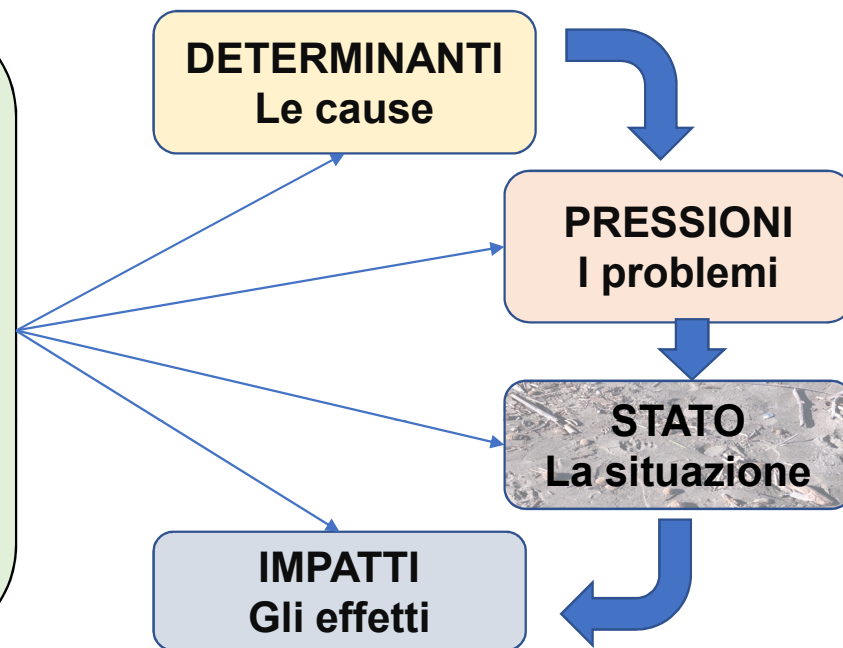 DETERMINANTI
Le cause
PRESSIONI
I problemi
STATO
La situazione
IMPATTI
Gli effetti